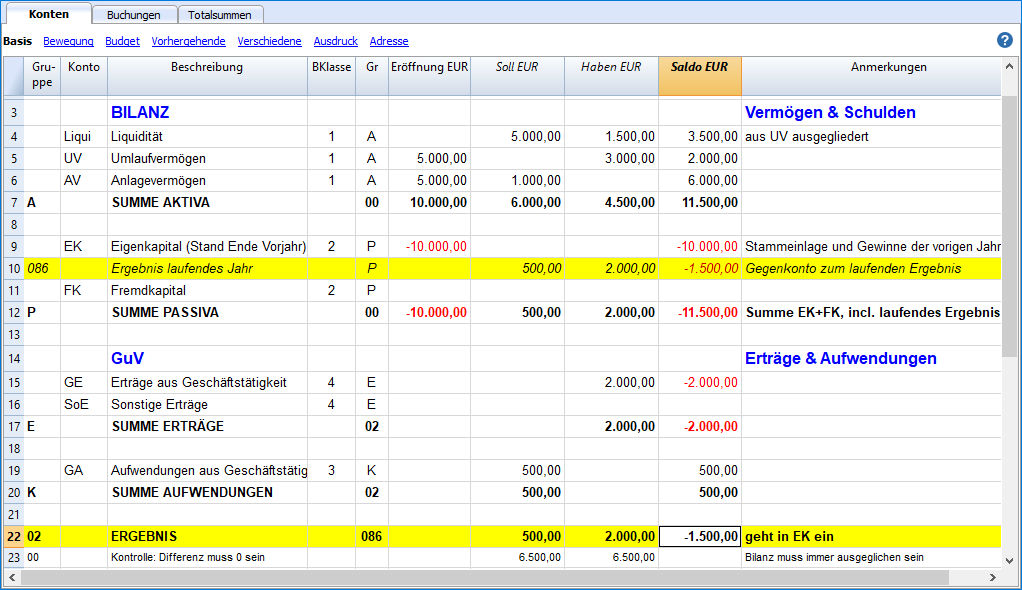 Konten Buchungen Totalsummen
Basis Bewegung Budget Vorhergehende Verschiedene Ausdruck Adresse ?
Gru-
ppe Konto Beschreibung BKlasse Gr Eröffnung EUR Soll EUR Haben EUR Saldo EUR Anmerkungen
3 BILANZ Vermögen & Schulden
4 Liqui Liquidität 1 A 5.000,00 1.500,00 3.500,00 aus UV ausgegliedert
5 UV Umlaufvermögen 1 A 5.000,00 3.000,00 2.000,00
6 AV Anlagevermögen 1 A 5.000,00 1.000,00 6.000,00
7 A SUMME AKTIVA 00 10.000,00 6.000,00 4.500,00 11.500,00
8
9 EK Eigenkapital (Stand Ende Vorjahr) 2 P -10.000,00 -10.000,00 Stammeinlage und Gewinne der vorigen Jahr
10 086 Ergebnis laufendes Jahr P 500,00 2.000,00 -1.500,00 Gegenkonto zum laufenden Ergebnis
11 FK Fremdkapital 2 P
12 P SUMME PASSIVA 00 -10.000,00 500,00 2.000,00 -11.500,00 Summe EK+FK, incl. laufendes Ergebnis
13
14 GuV Erträge & Aufwendungen
15 GE Erträge aus Geschäftstätigkeit 4 E 2.000,00 -2.000,00
16 SoE Sonstige Erträge 4 E
17 E SUMME ERTRÄGE 02 2.000,00 -2.000,00
18
19 GA Aufwendungen aus Geschäftstätig 3 K 500,00 500,00
20 K SUMME AUFWENDUNGEN 02 500,00 500,00
21
22 02 ERGEBNIS 086 500,00 2.000,00 -1.500,00 geht in EK ein
23 00 Kontrolle: Differenz muss 0 sein 6.500,00 6.500,00 Bilanz muss immer ausgeglichen sein